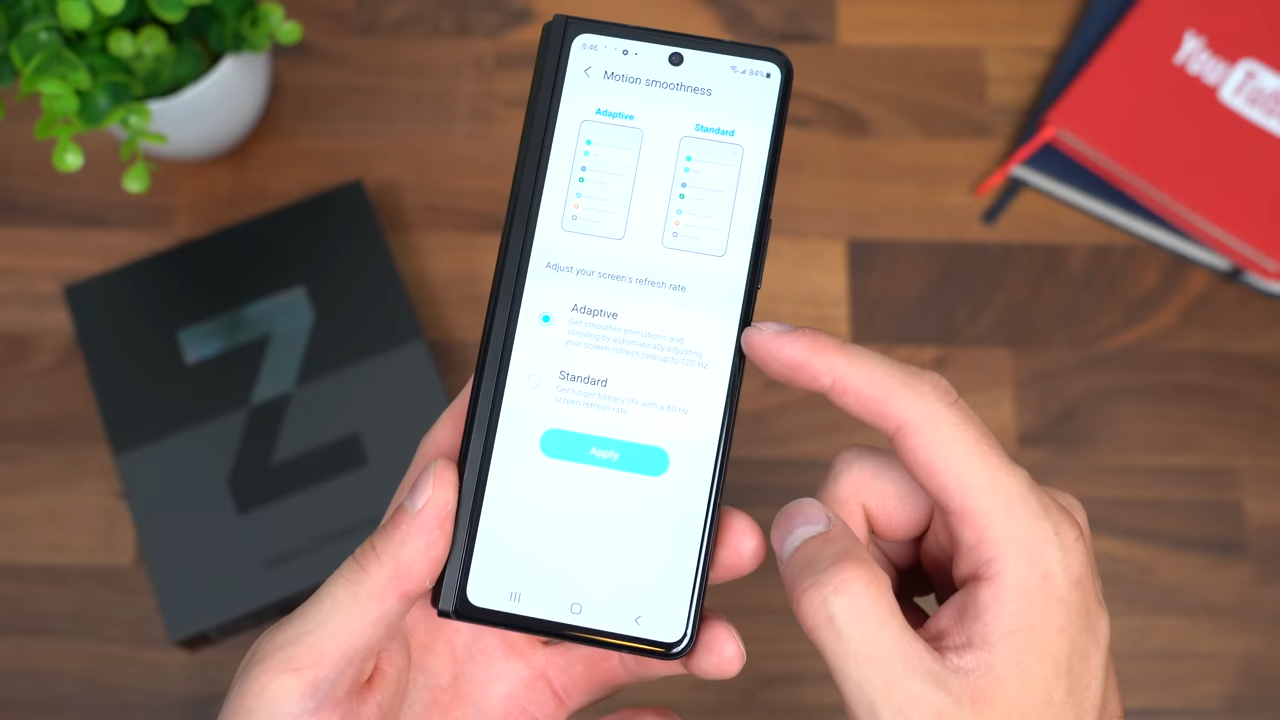 8:46
84%
Motion smoothness
Adaptive
Standard
Adjust your screen's refresh rate
Adaptive
Get smoother animations and
scrolling by automatically adjusting
your screen refresh rate up to 120 Hz.
Standard
Get longer battery life with a 60 Hz
screen refresh rate.
Apply
Z
You